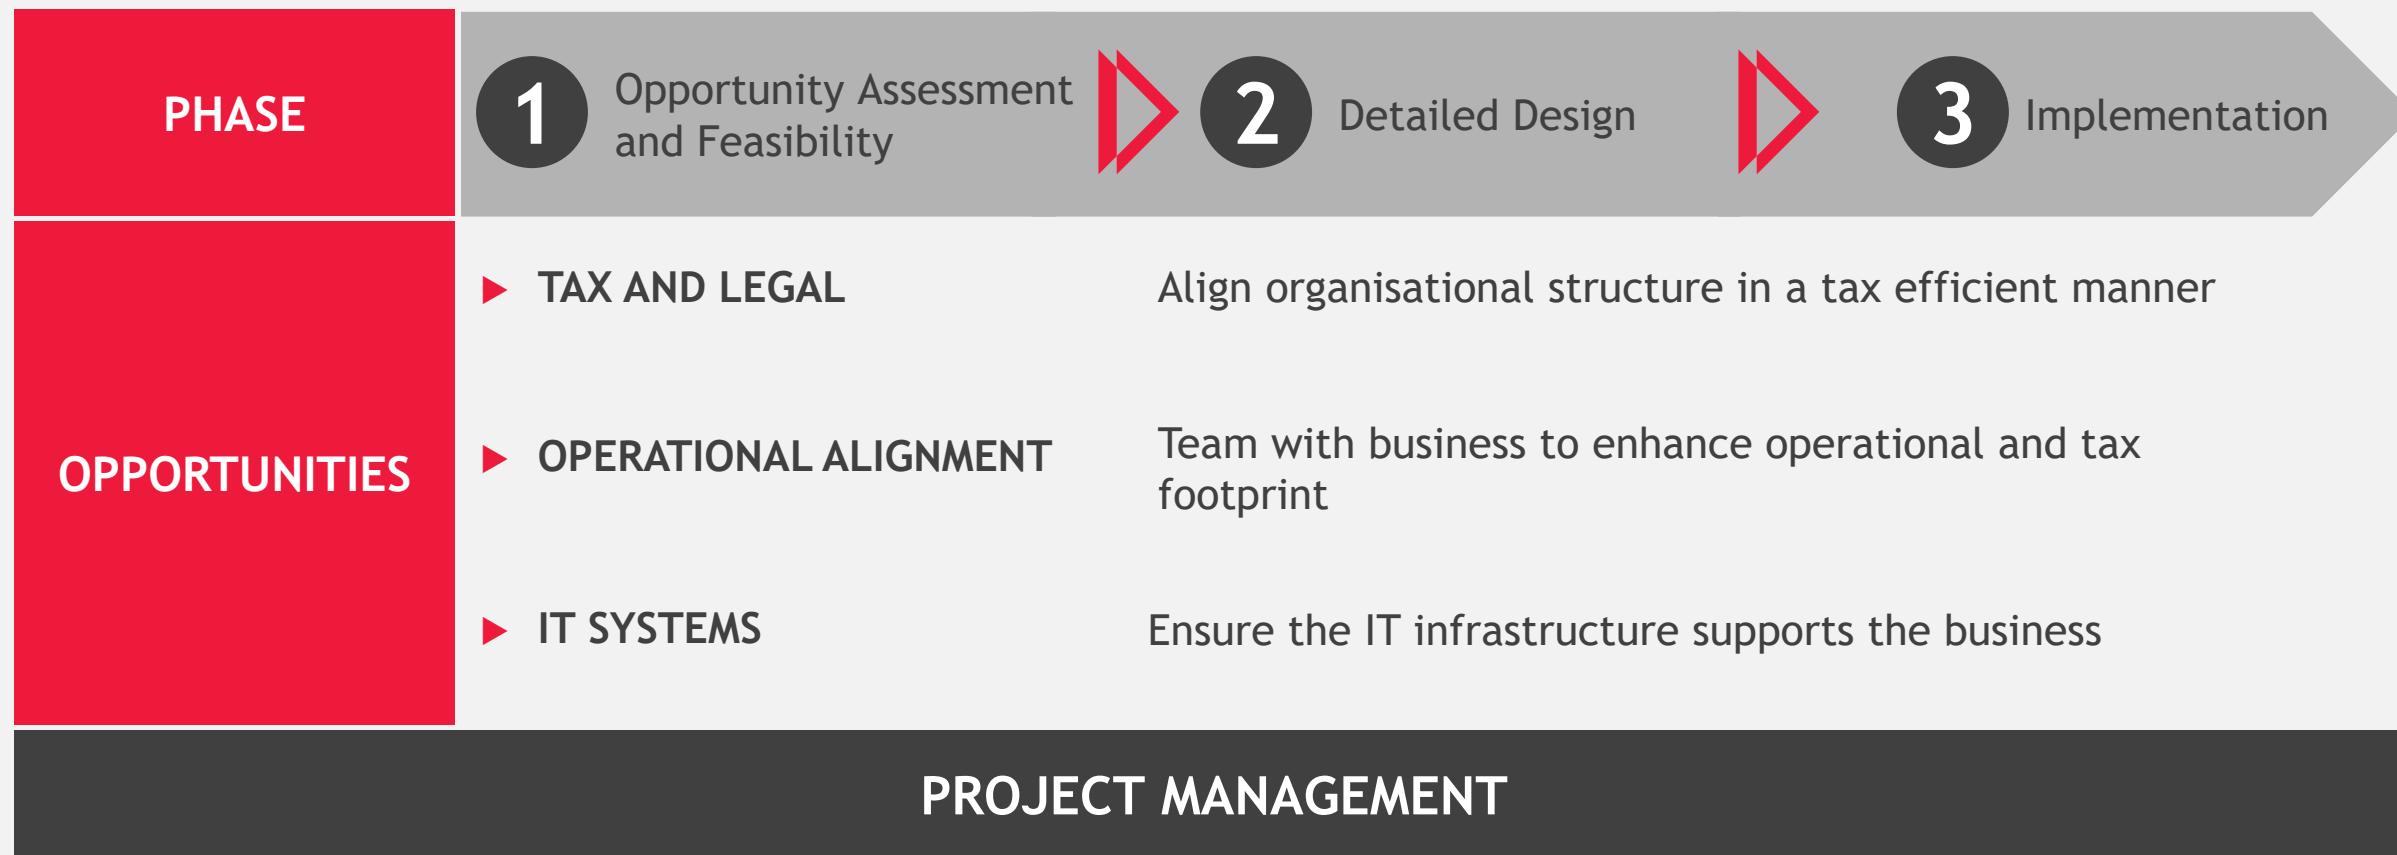 PHASE
1
Opportunity Assessment
and Feasibility
2
Detailed Design
3
Implementation
OPPORTUNITIES
TAX AND LEGAL
Align organisational structure in a tax efficient manner
OPERATIONAL ALIGNMENT
Team with business to enhance operational and tax
footprint
IT SYSTEMS
Ensure the IT infrastructure supports the business
PROJECT MANAGEMENT